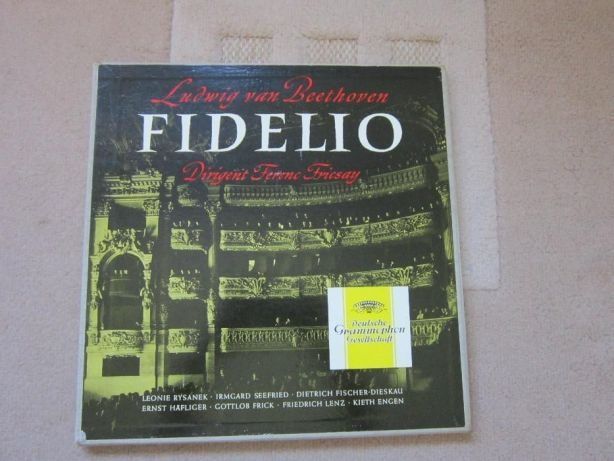 Ludwig van Beethoven
FIDELIO
Dirigent Ferenc Fricsay
Deutsche
Grammophon
Gesellschaft
LEONIE RYSANEK · IRMGARD SEEFRIED · DIETRICH FISCHER-DIESKAU
ERNST HÄFLIGER · GOTTLOB FRICK · FRIEDRICH LENZ · KIETH ENGEN